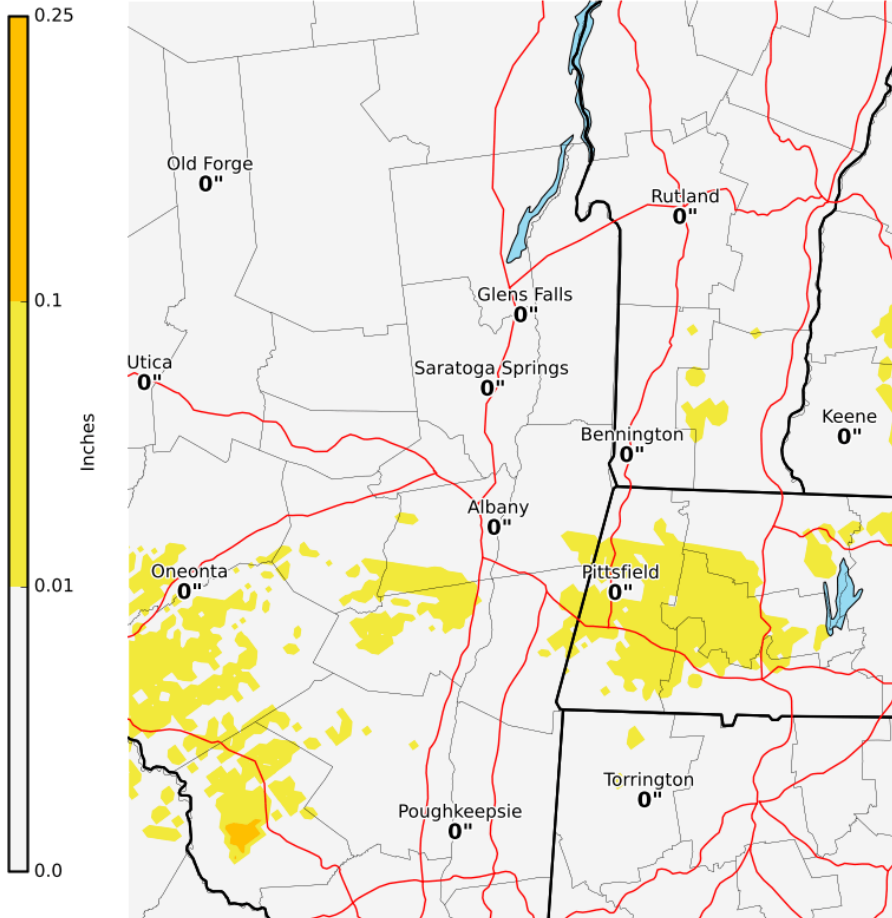 0.25
0.1
0.01
0.0
Inches
Old Forge
0"
Rutland
0"
Glens Falls
0"
Utica
0"
Saratoga Springs
0"
Keene
0"
Bennington
0"
Albany
0"
Oneonta
0"
Pittsfield
0"
Torrington
0"
Poughkeepsie
0"